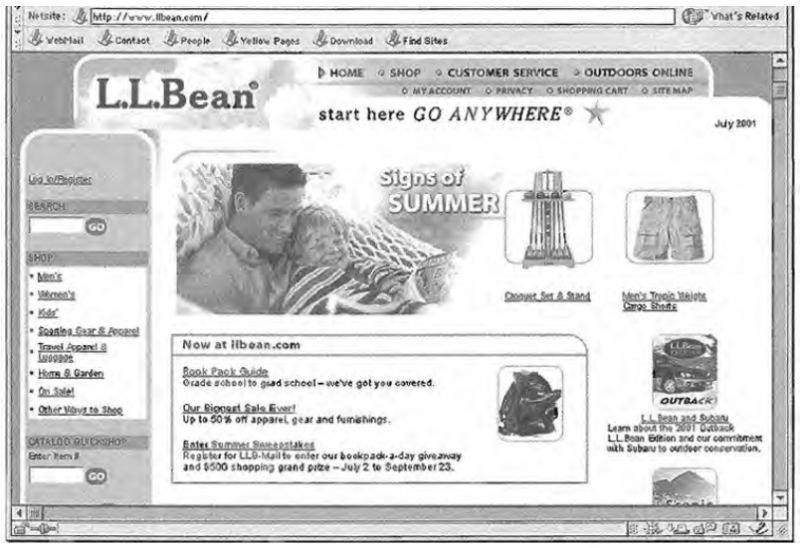 Netsite: http://www.llbean.com/
What's Related
WebMail Contact People Yellow Pages Download Find Sites
HOME SHOP CUSTOMER SERVICE OUTDOORS ONLINE
MY ACCOUNT PRIVACY SHOPPING CART SITE MAP
L.L.Bean®
start here GO ANYWHERE®
July 2001
Log In/Register
SEARCH
GO
SHOP
• Men's
• Women's
• Kids'
• Sporting Gear & Apparel
• Travel Apparel &
Luggage
• Home & Garden
• On Sale!
• Other Ways to Shop
CATALOG QUICKSHOP
Enter Item #
GO
Signs of
SUMMER
Croquet Set & Stand
Men's Tropic Weight
Cargo Shorts
Now at llbean.com
Book Pack Guide
Grade school to grad school – we've got you covered.
Our Biggest Sale Ever!
Up to 50% off apparel, gear and furnishings.
Enter Summer Sweepstakes
Register for LLB-Mail to enter our bookpack-a-day giveaway
and $500 shopping grand prize – July 2 to September 23.
L.L.Bean
OUTBACK
L.L.Bean and Subaru
Learn about the 2001 Outback
L.L.Bean Edition and our commitment
with Subaru to outdoor conservation.